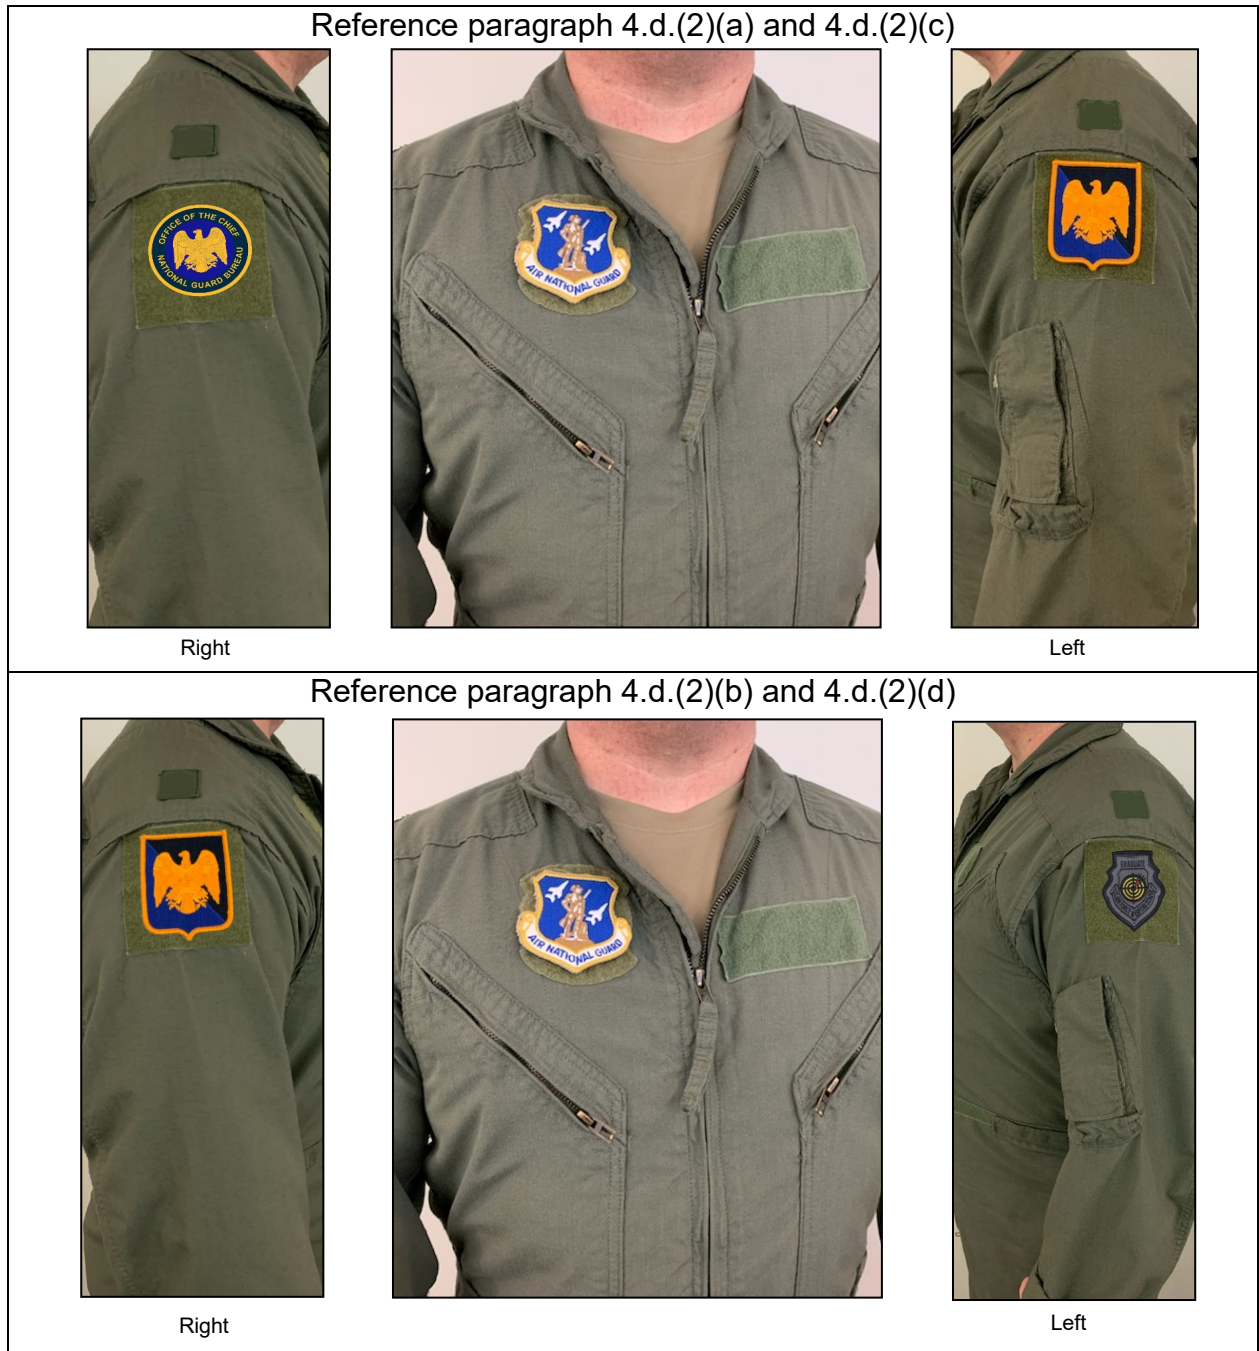 Reference paragraph 4.d.(2)(a) and 4.d.(2)(c)
OFFICE OF THE CHIEF
NATIONAL GUARD BUREAU
AIR NATIONAL GUARD
Right
Left
Reference paragraph 4.d.(2)(b) and 4.d.(2)(d)
AIR NATIONAL GUARD
GRADUATE
Right
Left